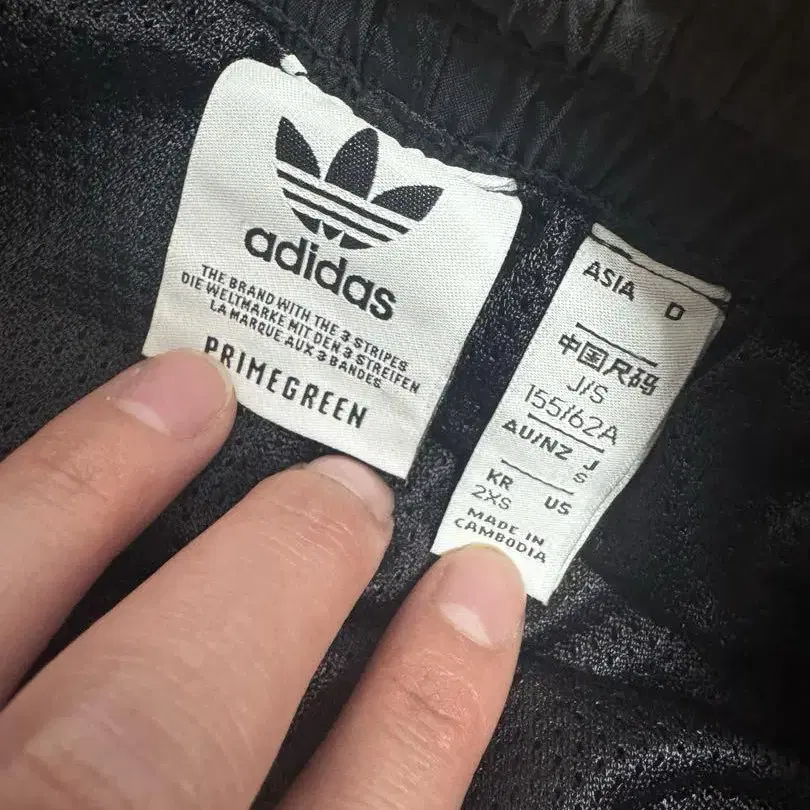 adidas
THE BRAND WITH THE 3 STRIPES
DIE WELTMARKE MIT DEN 3 STREIFEN
LA MARQUE AUX 3 BANDES
PRIMEGREEN
ASIA D
中国尺码
J/S
155/62A
AU/NZ J
S
KR US
2XS
MADE IN
CAMBODIA